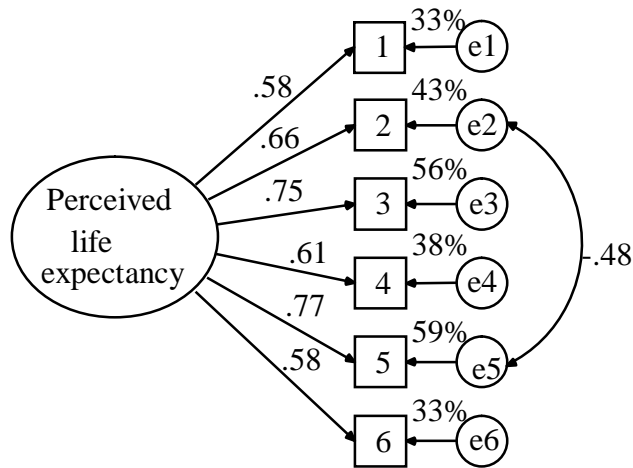 33%
1
e1
.58
43%
2
e2
.66
56%
Perceived
.75
3
e3
life
-.48
expectancy
.61
38%
4
e4
.77
59%
5
e5
.58
33%
6
e6